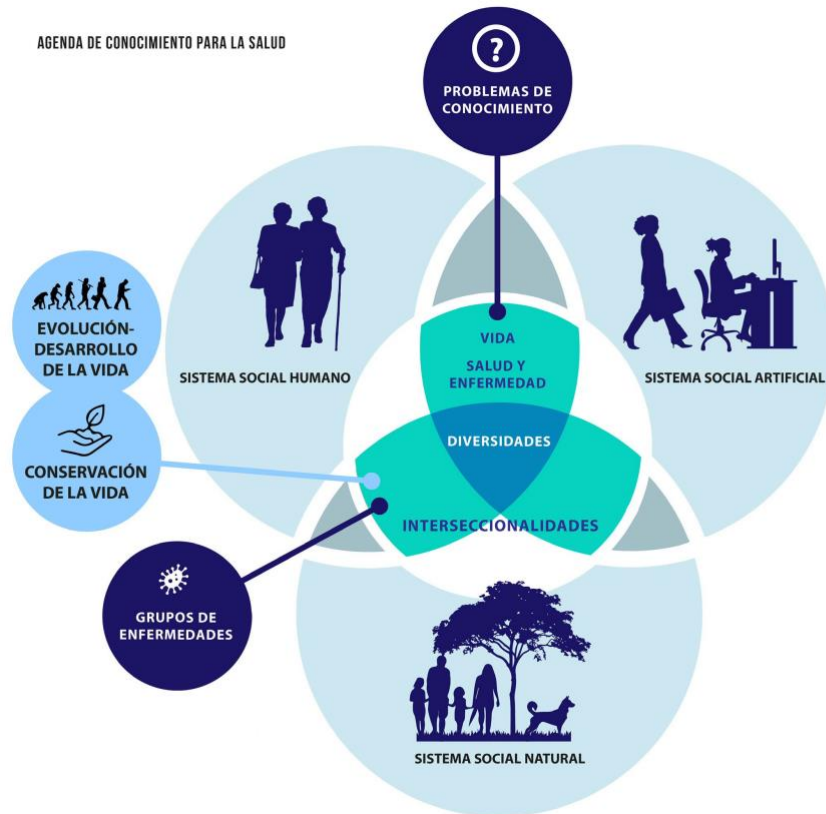 AGENDA DE CONOCIMIENTO PARA LA SALUD
?
PROBLEMAS DE
CONOCIMIENTO
SISTEMA SOCIAL HUMANO
SISTEMA SOCIAL ARTIFICIAL
EVOLUCIÓN-
DESARROLLO
DE LA VIDA
CONSERVACIÓN
DE LA VIDA
VIDA
SALUD Y
ENFERMEDAD
DIVERSIDADES
INTERSECCIONALIDADES
GRUPOS DE
ENFERMEDADES
SISTEMA SOCIAL NATURAL